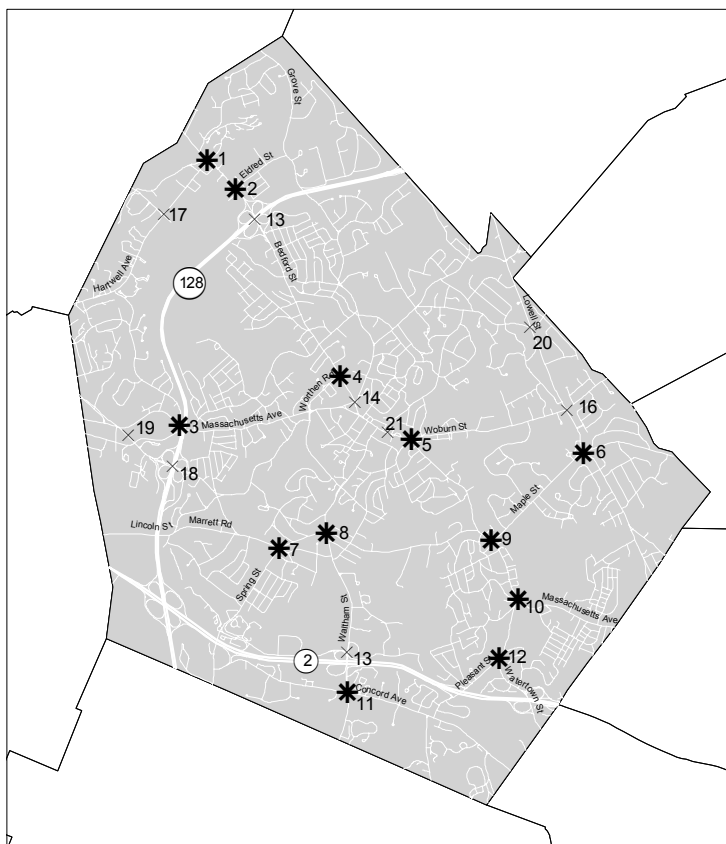 Grove St
1
Eldred St
2
17
13
Bedford St
Hartwell Ave
128
Lowell St
20
Worthen Rd
4
14
16
Massachusetts Ave
3
21
Woburn St
5
19
6
18
Maple St
Lincoln St
Marrett Rd
8
9
7
Spring St
10
Massachusetts Ave
Waltham St
13
2
12
Pleasant St
Watertown St
Concord Ave
11